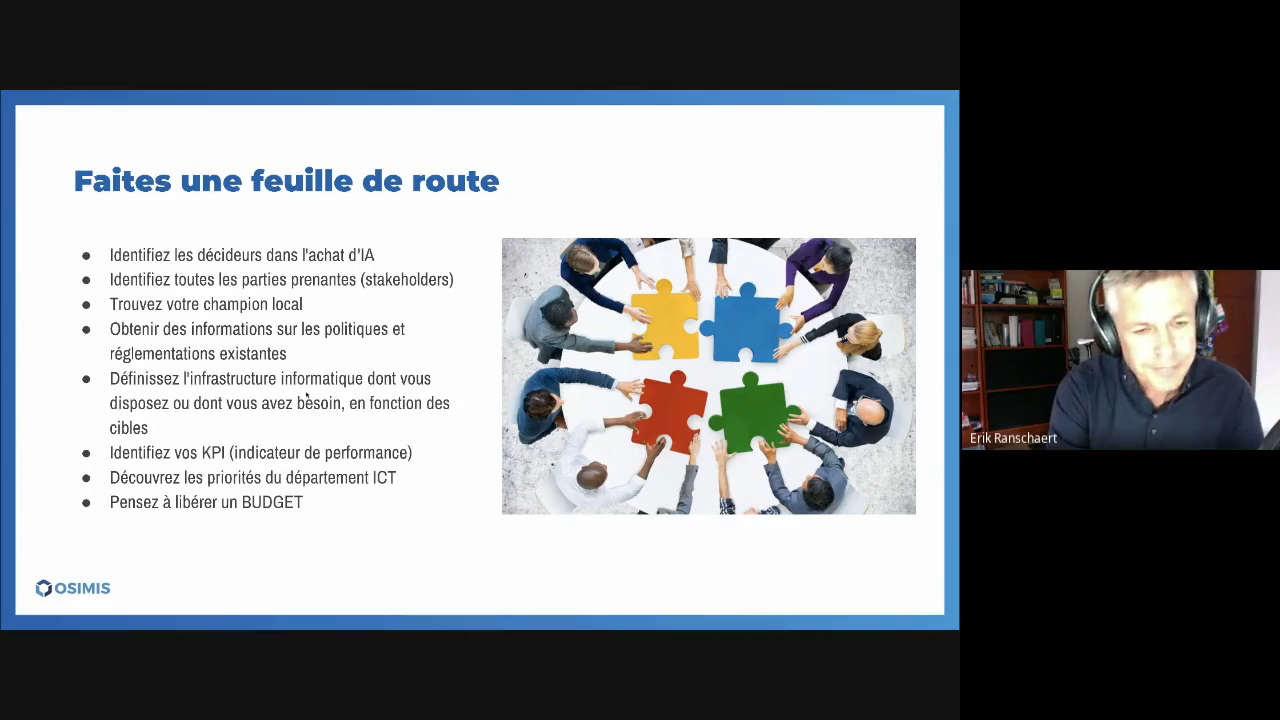 Faites une feuille de route
● Identifiez les décideurs dans l'achat d'IA
● Identifiez toutes les parties prenantes (stakeholders)
● Trouvez votre champion local
● Obtenir des informations sur les politiques et
réglementations existantes
● Définissez l'infrastructure informatique dont vous
disposez ou dont vous avez besoin, en fonction des
cibles
● Identifiez vos KPI (indicateur de performance)
● Découvrez les priorités du département ICT
● Pensez à libérer un BUDGET
OSIMIS
Erik Ranschaert